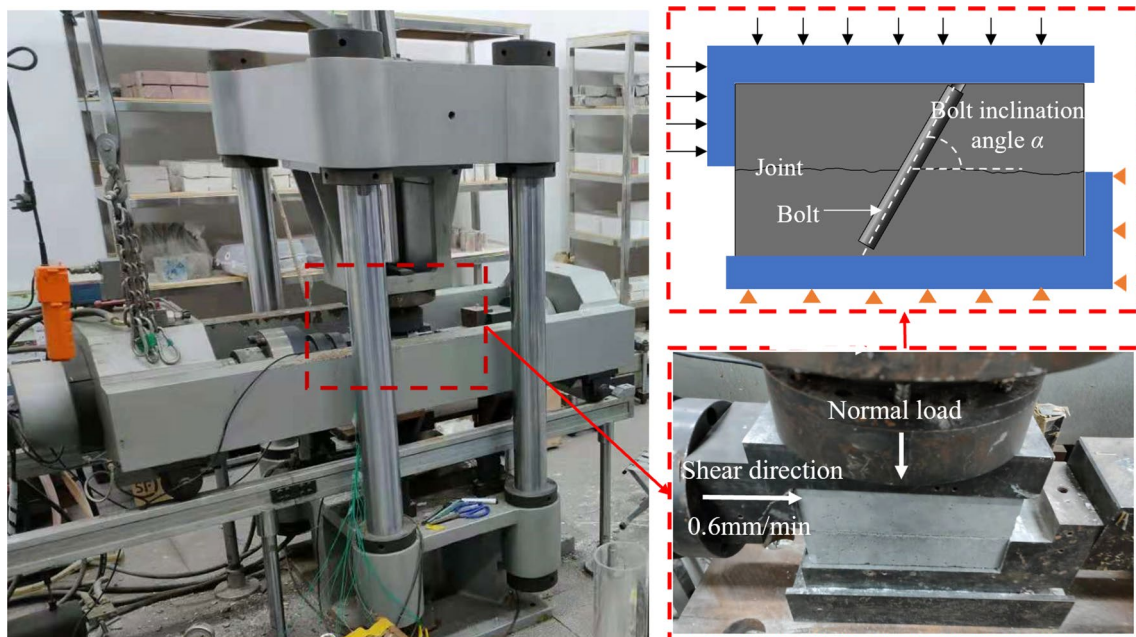 Bolt inclination
angle α
Joint
Bolt
Normal load
Shear direction
0.6mm/min